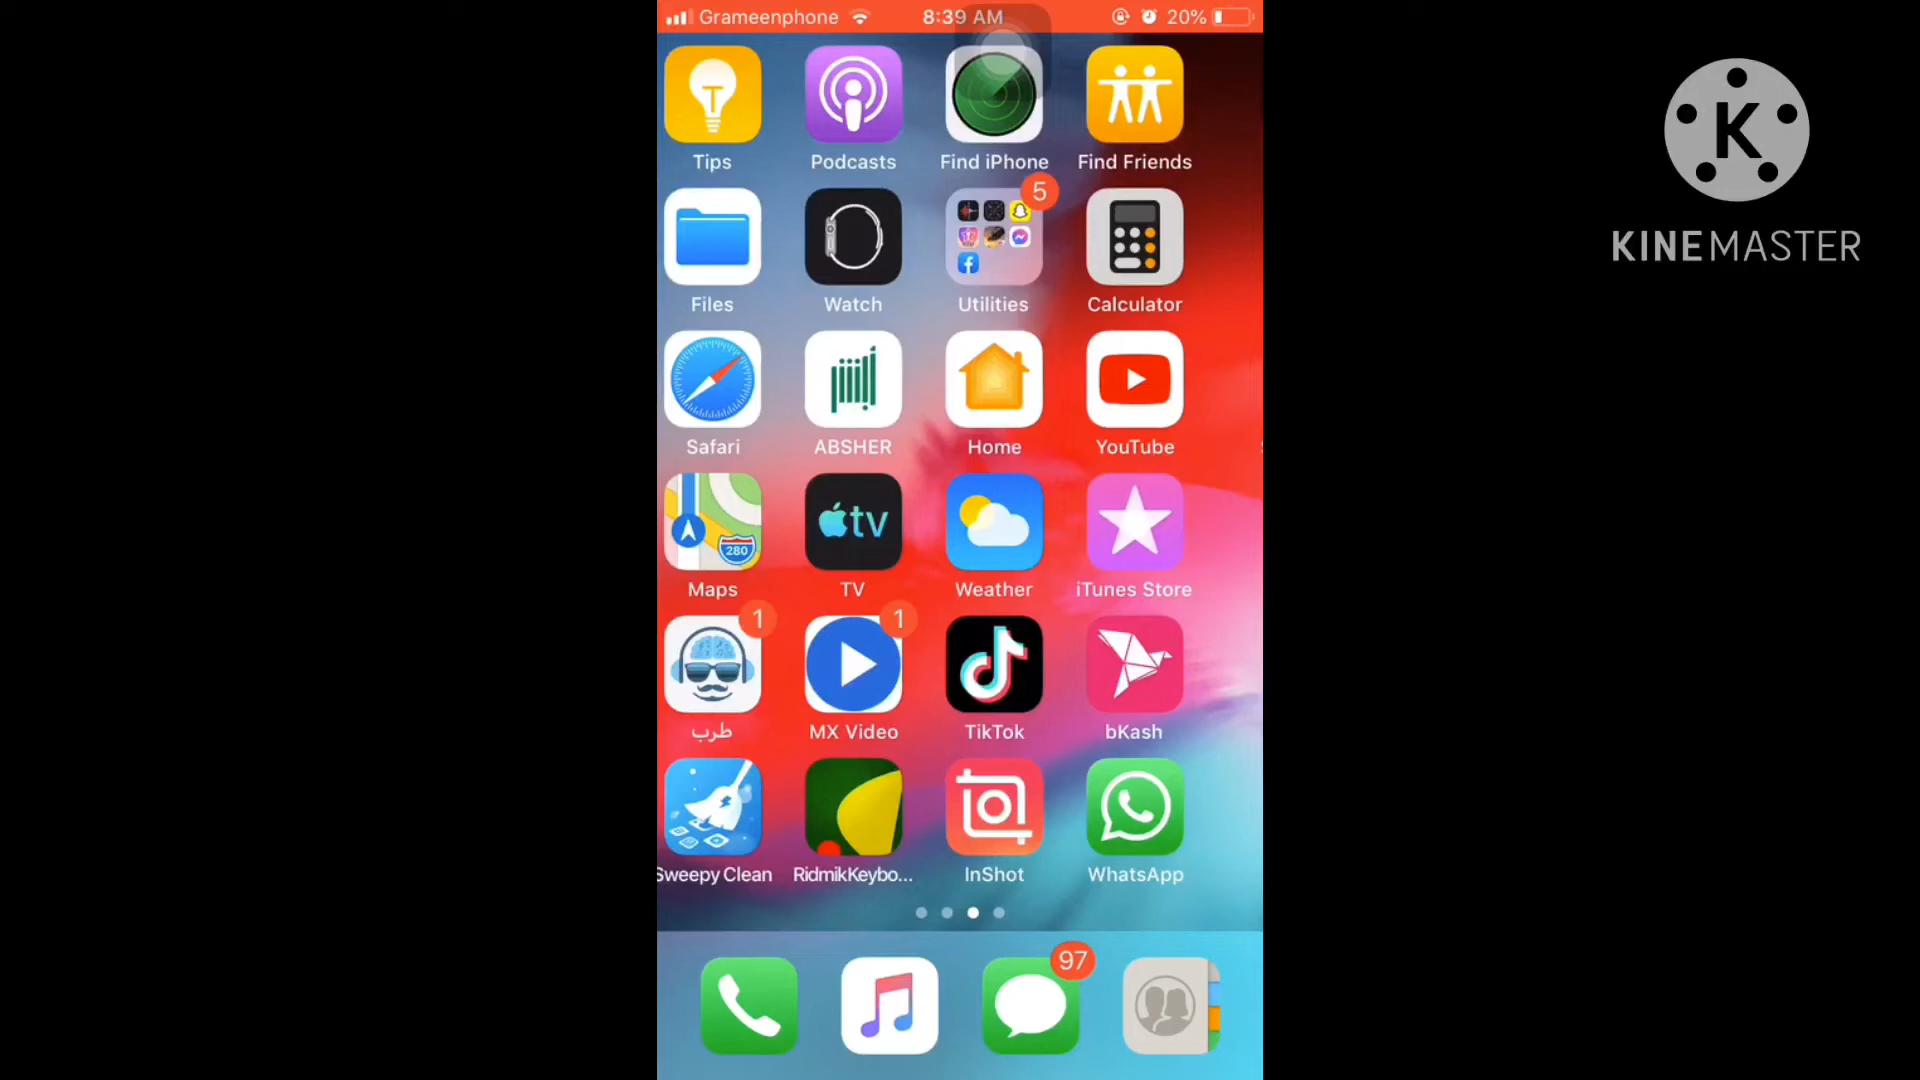 Grameenphone 8:39 AM 20%
Tips Podcasts Find iPhone Find Friends
5
Files Watch Utilities Calculator
Safari ABSHER Home YouTube
280
tv
Maps TV Weather iTunes Store
1 1
طرب MX Video TikTok bKash
Sweepy Clean RidmikKeybo... InShot WhatsApp
97
K
KINEMASTER